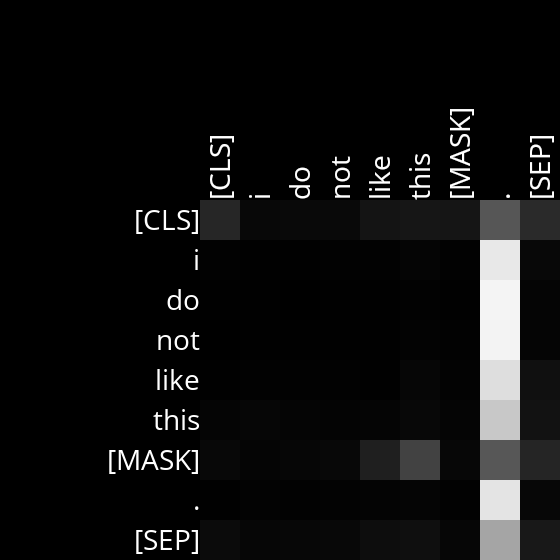 [CLS] i do not like this [MASK] . [SEP]
[CLS]
i
do
not
like
this
[MASK]
.
[SEP]